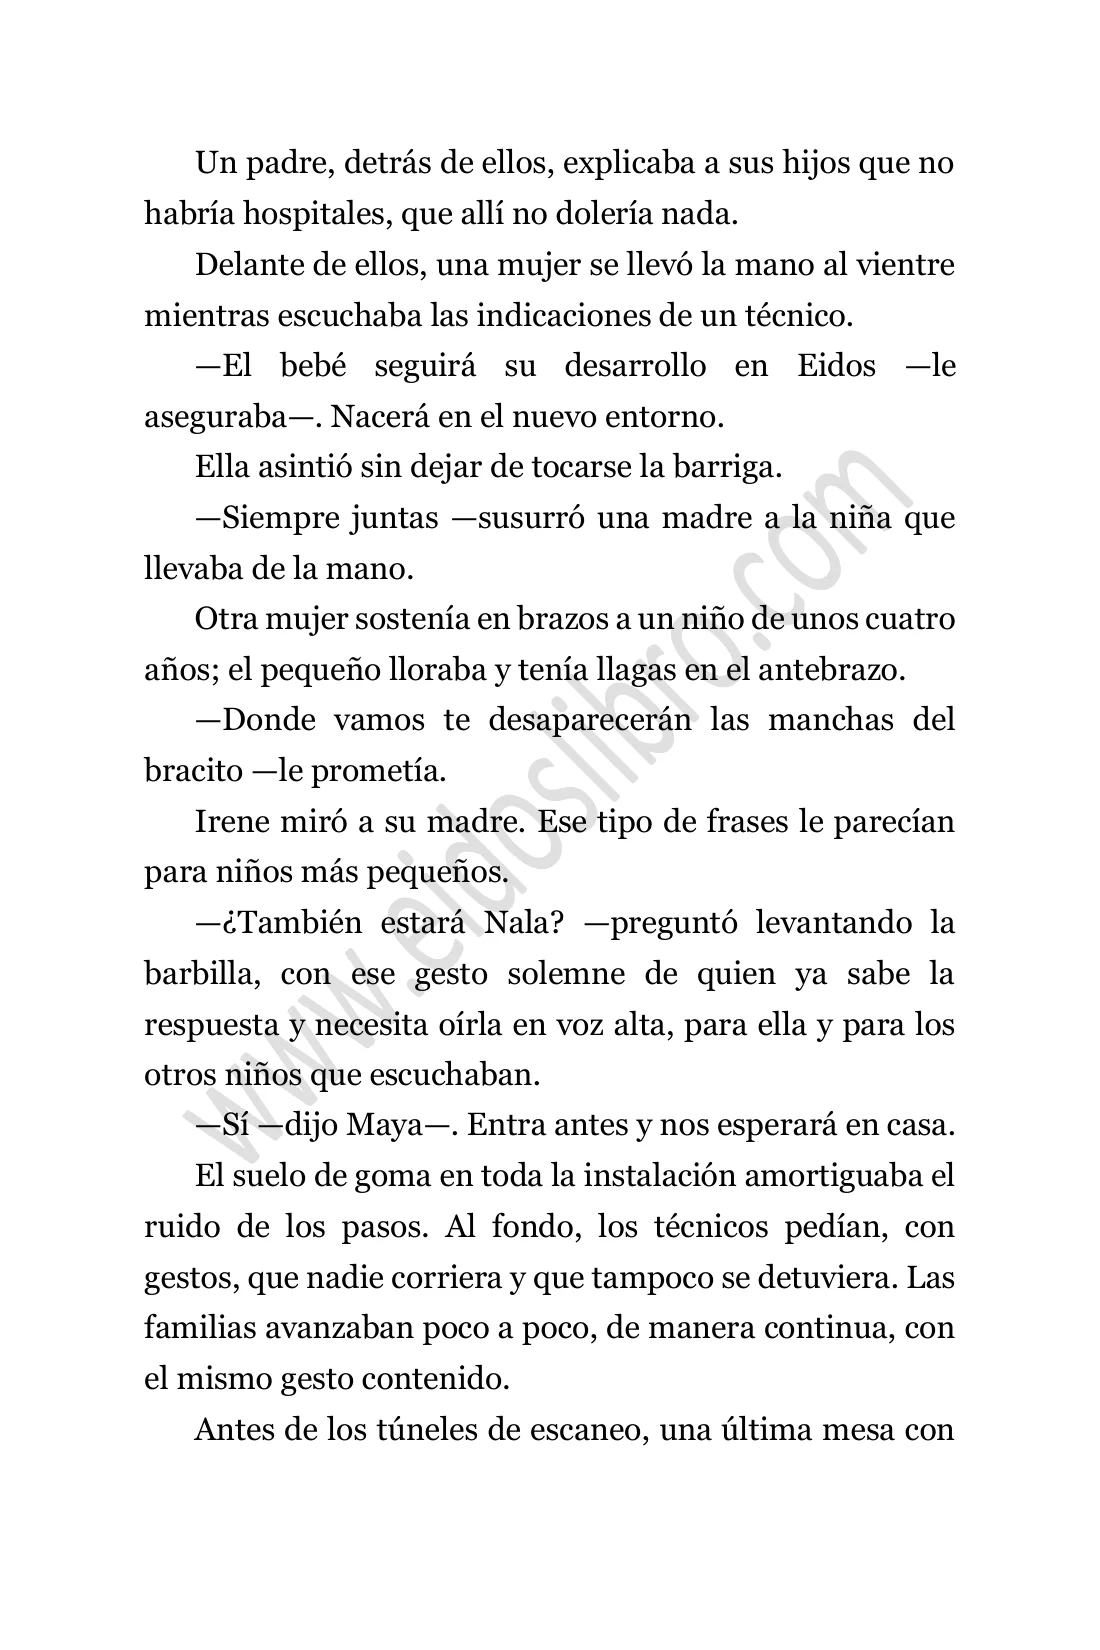 Un padre, detrás de ellos, explicaba a sus hijos que no
habría hospitales, que allí no dolería nada.
Delante de ellos, una mujer se llevó la mano al vientre
mientras escuchaba las indicaciones de un técnico.
—El bebé seguirá su desarrollo en Eidos —le
aseguraba—. Nacerá en el nuevo entorno.
Ella asintió sin dejar de tocarse la barriga.
—Siempre juntas —susurró una madre a la niña que
llevaba de la mano.
Otra mujer sostenía en brazos a un niño de unos cuatro
años; el pequeño lloraba y tenía llagas en el antebrazo.
—Donde vamos te desaparecerán las manchas del
bracito —le prometía.
Irene miró a su madre. Ese tipo de frases le parecían
para niños más pequeños.
—¿También estará Nala? —preguntó levantando la
barbilla, con ese gesto solemne de quien ya sabe la
respuesta y necesita oírla en voz alta, para ella y para los
otros niños que escuchaban.
—Sí —dijo Maya—. Entra antes y nos esperará en casa.
El suelo de goma en toda la instalación amortiguaba el
ruido de los pasos. Al fondo, los técnicos pedían, con
gestos, que nadie corriera y que tampoco se detuviera. Las
familias avanzaban poco a poco, de manera continua, con
el mismo gesto contenido.
Antes de los túneles de escaneo, una última mesa con
www.eidoslibro.com